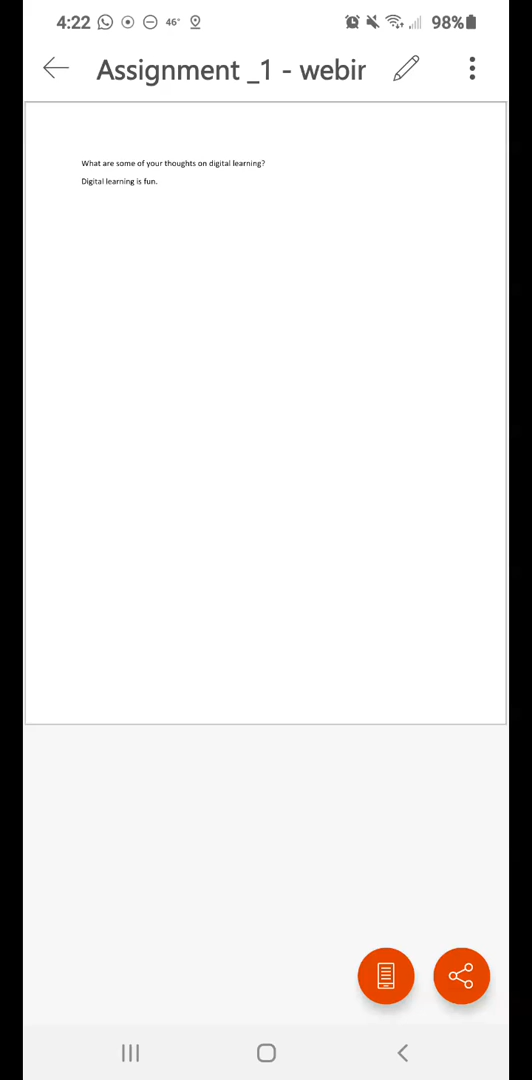 4:22 46° 98%
Assignment _1 - webir
What are some of your thoughts on digital learning?
Digital learning is fun.